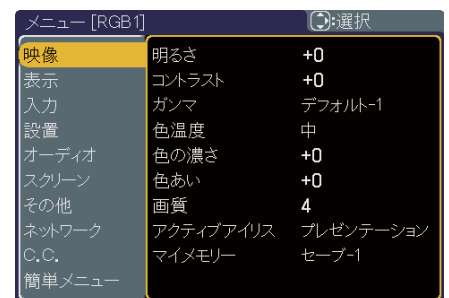 メニュー [RGB1] :選択
映像 明るさ +0
表示 コントラスト +0
入力 ガンマ デフォルト-1
設置 色温度 中
オーディオ 色の濃さ +0
スクリーン 色あい +0
その他 画質 4
ネットワーク アクティブアイリス プレゼンテーション
C.C. マイメモリー セーブ-1
簡単メニュー